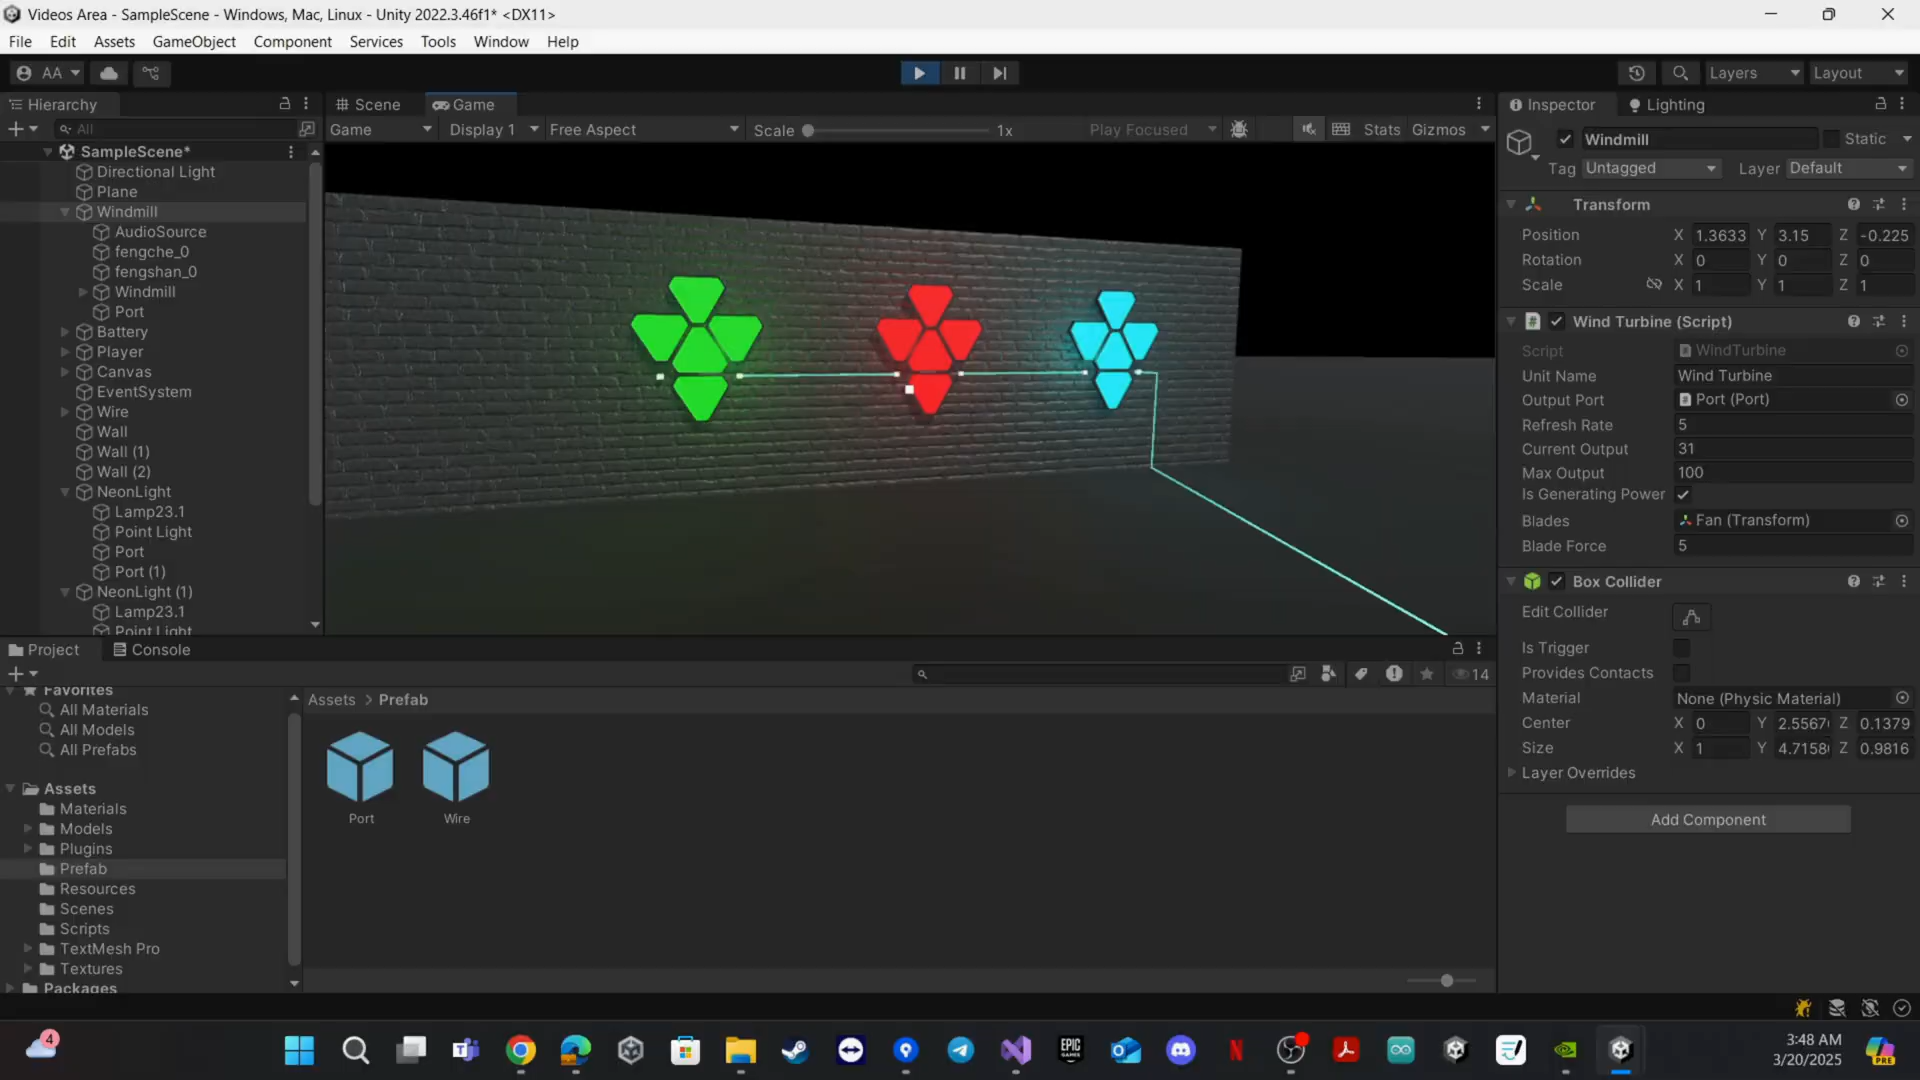 Videos Area - SampleScene - Windows, Mac, Linux - Unity 2022.3.46f1* <DX11>
File Edit Assets GameObject Component Services Tools Window Help
AA
Layers Layout
Hierarchy
All
SampleScene*
Directional Light
Plane
Windmill
AudioSource
fengche_0
fengshan_0
Windmill
Port
Battery
Player
Canvas
EventSystem
Wire
Wall
Wall (1)
Wall (2)
NeonLight
Lamp23.1
Point Light
Port
Port (1)
NeonLight (1)
Lamp23.1
Point Light
Scene Game
Game Display 1 Free Aspect Scale 1x Play Focused Stats Gizmos
Inspector Lighting
Windmill Static
Tag Untagged Layer Default
Transform
Position X 1.3633 Y 3.15 Z -0.225
Rotation X 0 Y 0 Z 0
Scale X 1 Y 1 Z 1
Wind Turbine (Script)
Script WindTurbine
Unit Name Wind Turbine
Output Port Port (Port)
Refresh Rate 5
Current Output 31
Max Output 100
Is Generating Power
Blades Fan (Transform)
Blade Force 5
Box Collider
Edit Collider
Is Trigger
Provides Contacts
Material None (Physic Material)
Center X 0 Y 2.5567 Z 0.1379
Size X 1 Y 4.7158 Z 0.9816
Layer Overrides
Add Component
Project Console
14
Favorites
All Materials
All Models
All Prefabs
Assets
Materials
Models
Plugins
Prefab
Resources
Scenes
Scripts
TextMesh Pro
Textures
Packages
Assets > Prefab
Port Wire
4
EPIC GAMES
3:48 AM
3/20/2025
PRE